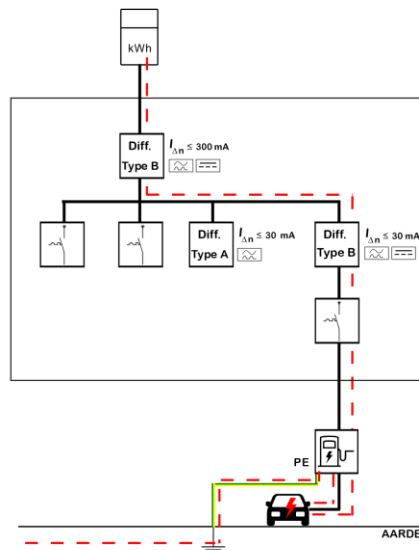 kWh
Diff.
Type B
IΔn ≤ 300 mA
Diff.
Type A
IΔn ≤ 30 mA
Diff.
Type B
IΔn ≤ 30 mA
PE
AARDE